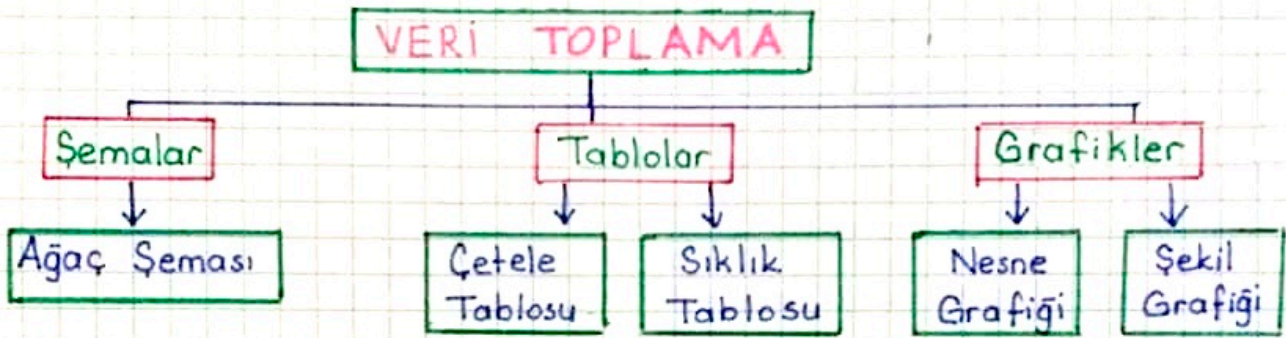 VERİ TOPLAMA
Şemalar
Tablolar
Grafikler
Ağaç Şeması
Çetele
Tablosu
Sıklık
Tablosu
Nesne
Grafiği
Şekil
Grafiği